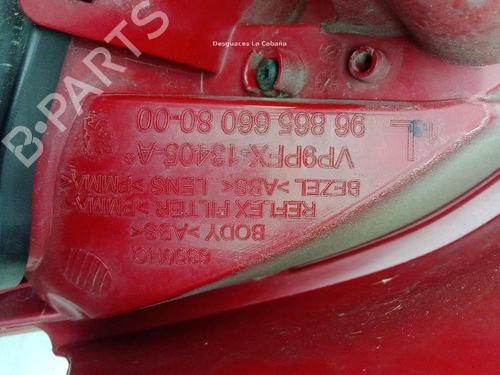 Desguaces La Cabaña
B-PARTS
L 96 865 660 80-00
VP9PFX-13405-A*
BEZEL >ABS< LENS >PMMA<
REFLEX FILTER >PMMA<
BODY >ABS<